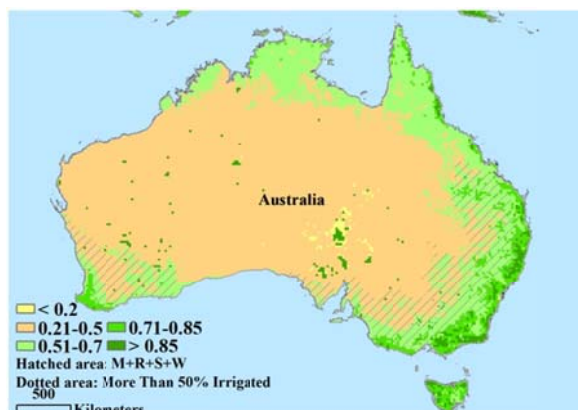 Australia
< 0.2
0.21-0.5 0.71-0.85
0.51-0.7 > 0.85
Hatched area: M+R+S+W
Dotted area: More Than 50% Irrigated
500
Kilometers